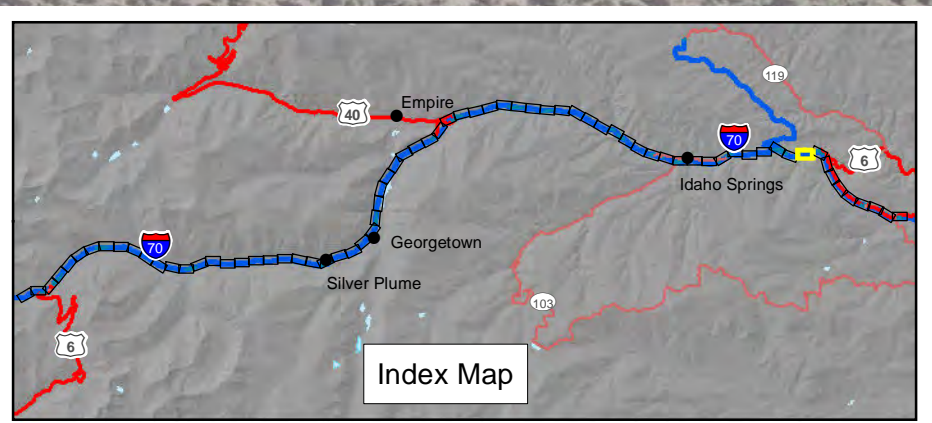 119
40
Empire
70
6
Idaho Springs
Georgetown
70
Silver Plume
103
6
Index Map